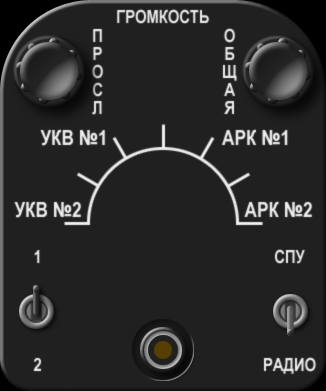 ГРОМКОСТЬ
ПРОСЛ
ОБЩАЯ
УКВ №1
АРК №1
УКВ №2
АРК №2
1
СПУ
2
РАДИО